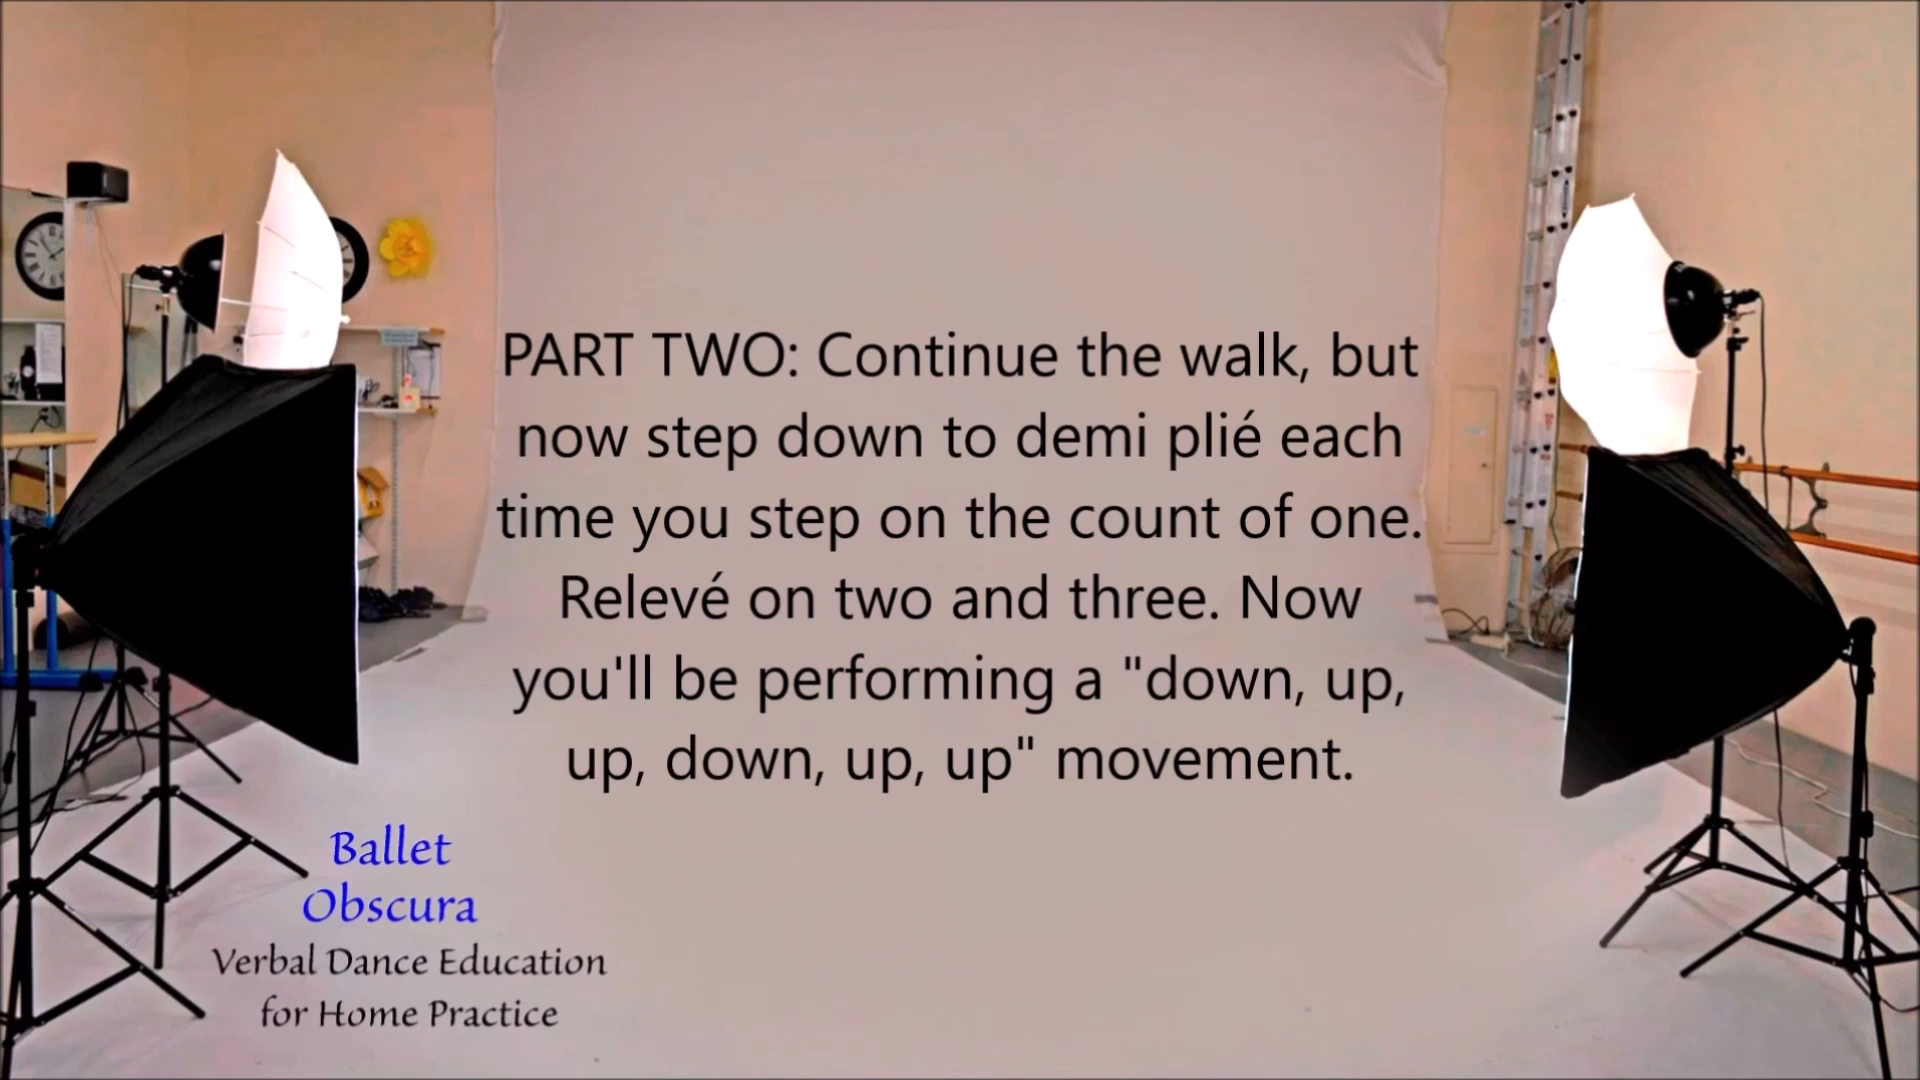 PART TWO: Continue the walk, but
now step down to demi plié each
time you step on the count of one.
Relevé on two and three. Now
you'll be performing a "down, up,
up, down, up, up" movement.
Ballet
Obscura
Verbal Dance Education
for Home Practice